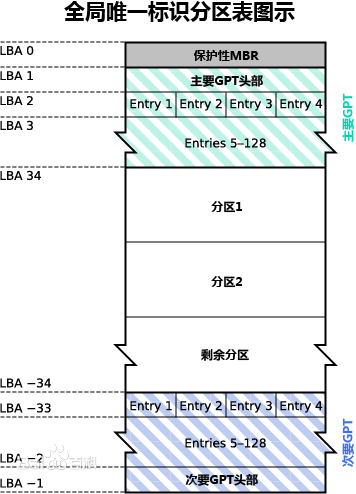 全局唯一标识分区表图示
LBA 0
保护性MBR
LBA 1
主要GPT头部
LBA 2
Entry 1 Entry 2 Entry 3 Entry 4
LBA 3
Entries 5–128
主要GPT
LBA 34
分区1
分区2
剩余分区
LBA −34
Entry 1 Entry 2 Entry 3 Entry 4
LBA −33
Entries 5–128
LBA −2
次要GPT头部
LBA −1
次要GPT